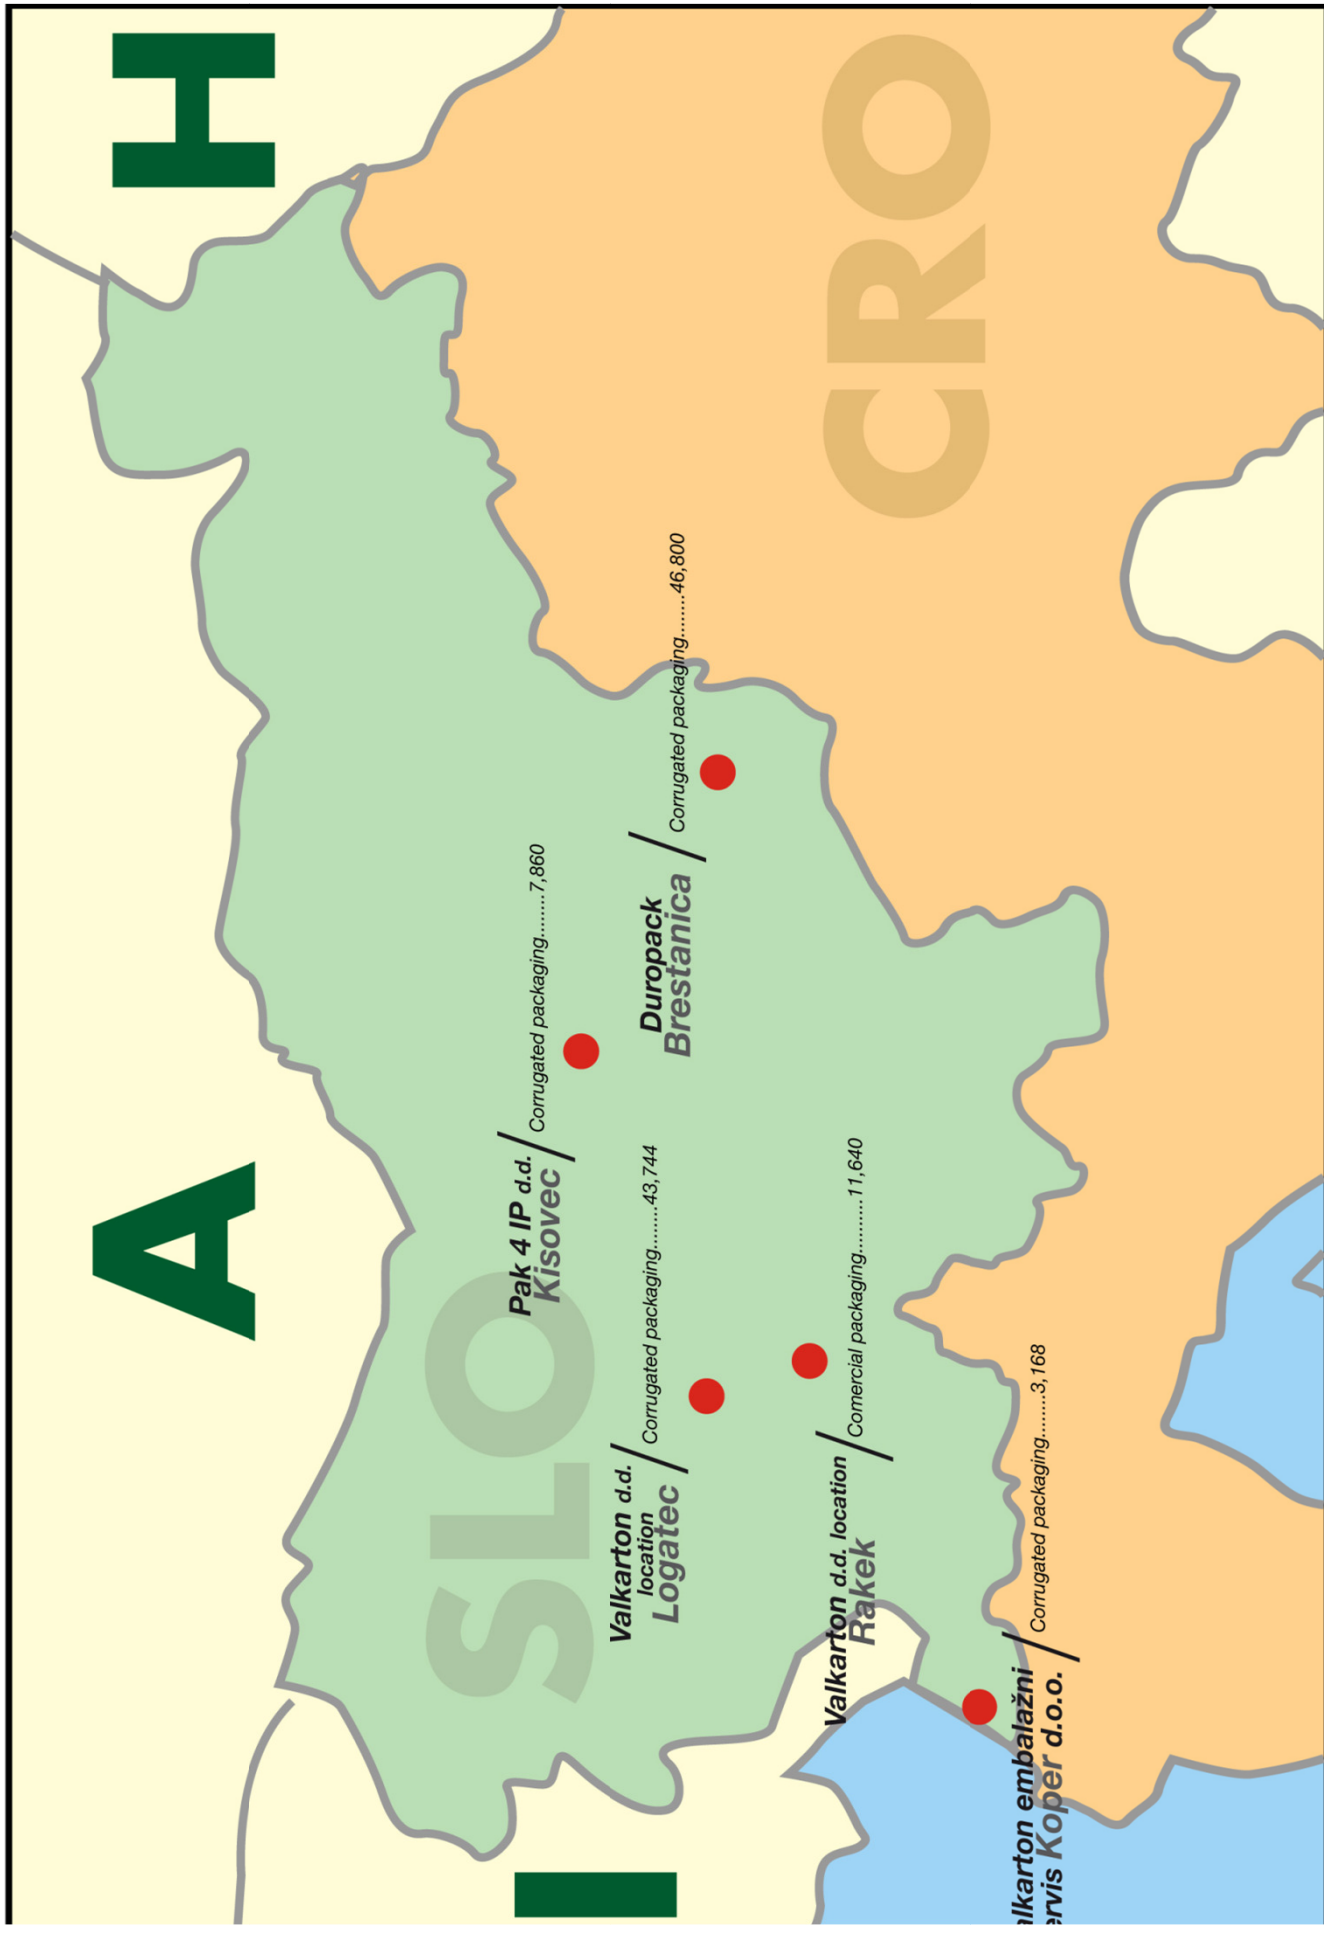 A
H
I
SLO
CRO
Pak 4 IP d.d.
Kisovec
Corrugated packaging........7,860
Duropack
Brestanica
Corrugated packaging........46,800
Valkarton d.d.
location
Logatec
Corrugated packaging........43,744
Valkarton d.d. location
Rakek
Comercial packaging..........11,640
alkarton embalažni
ervis Koper d.o.o.
Corrugated packaging........3,168